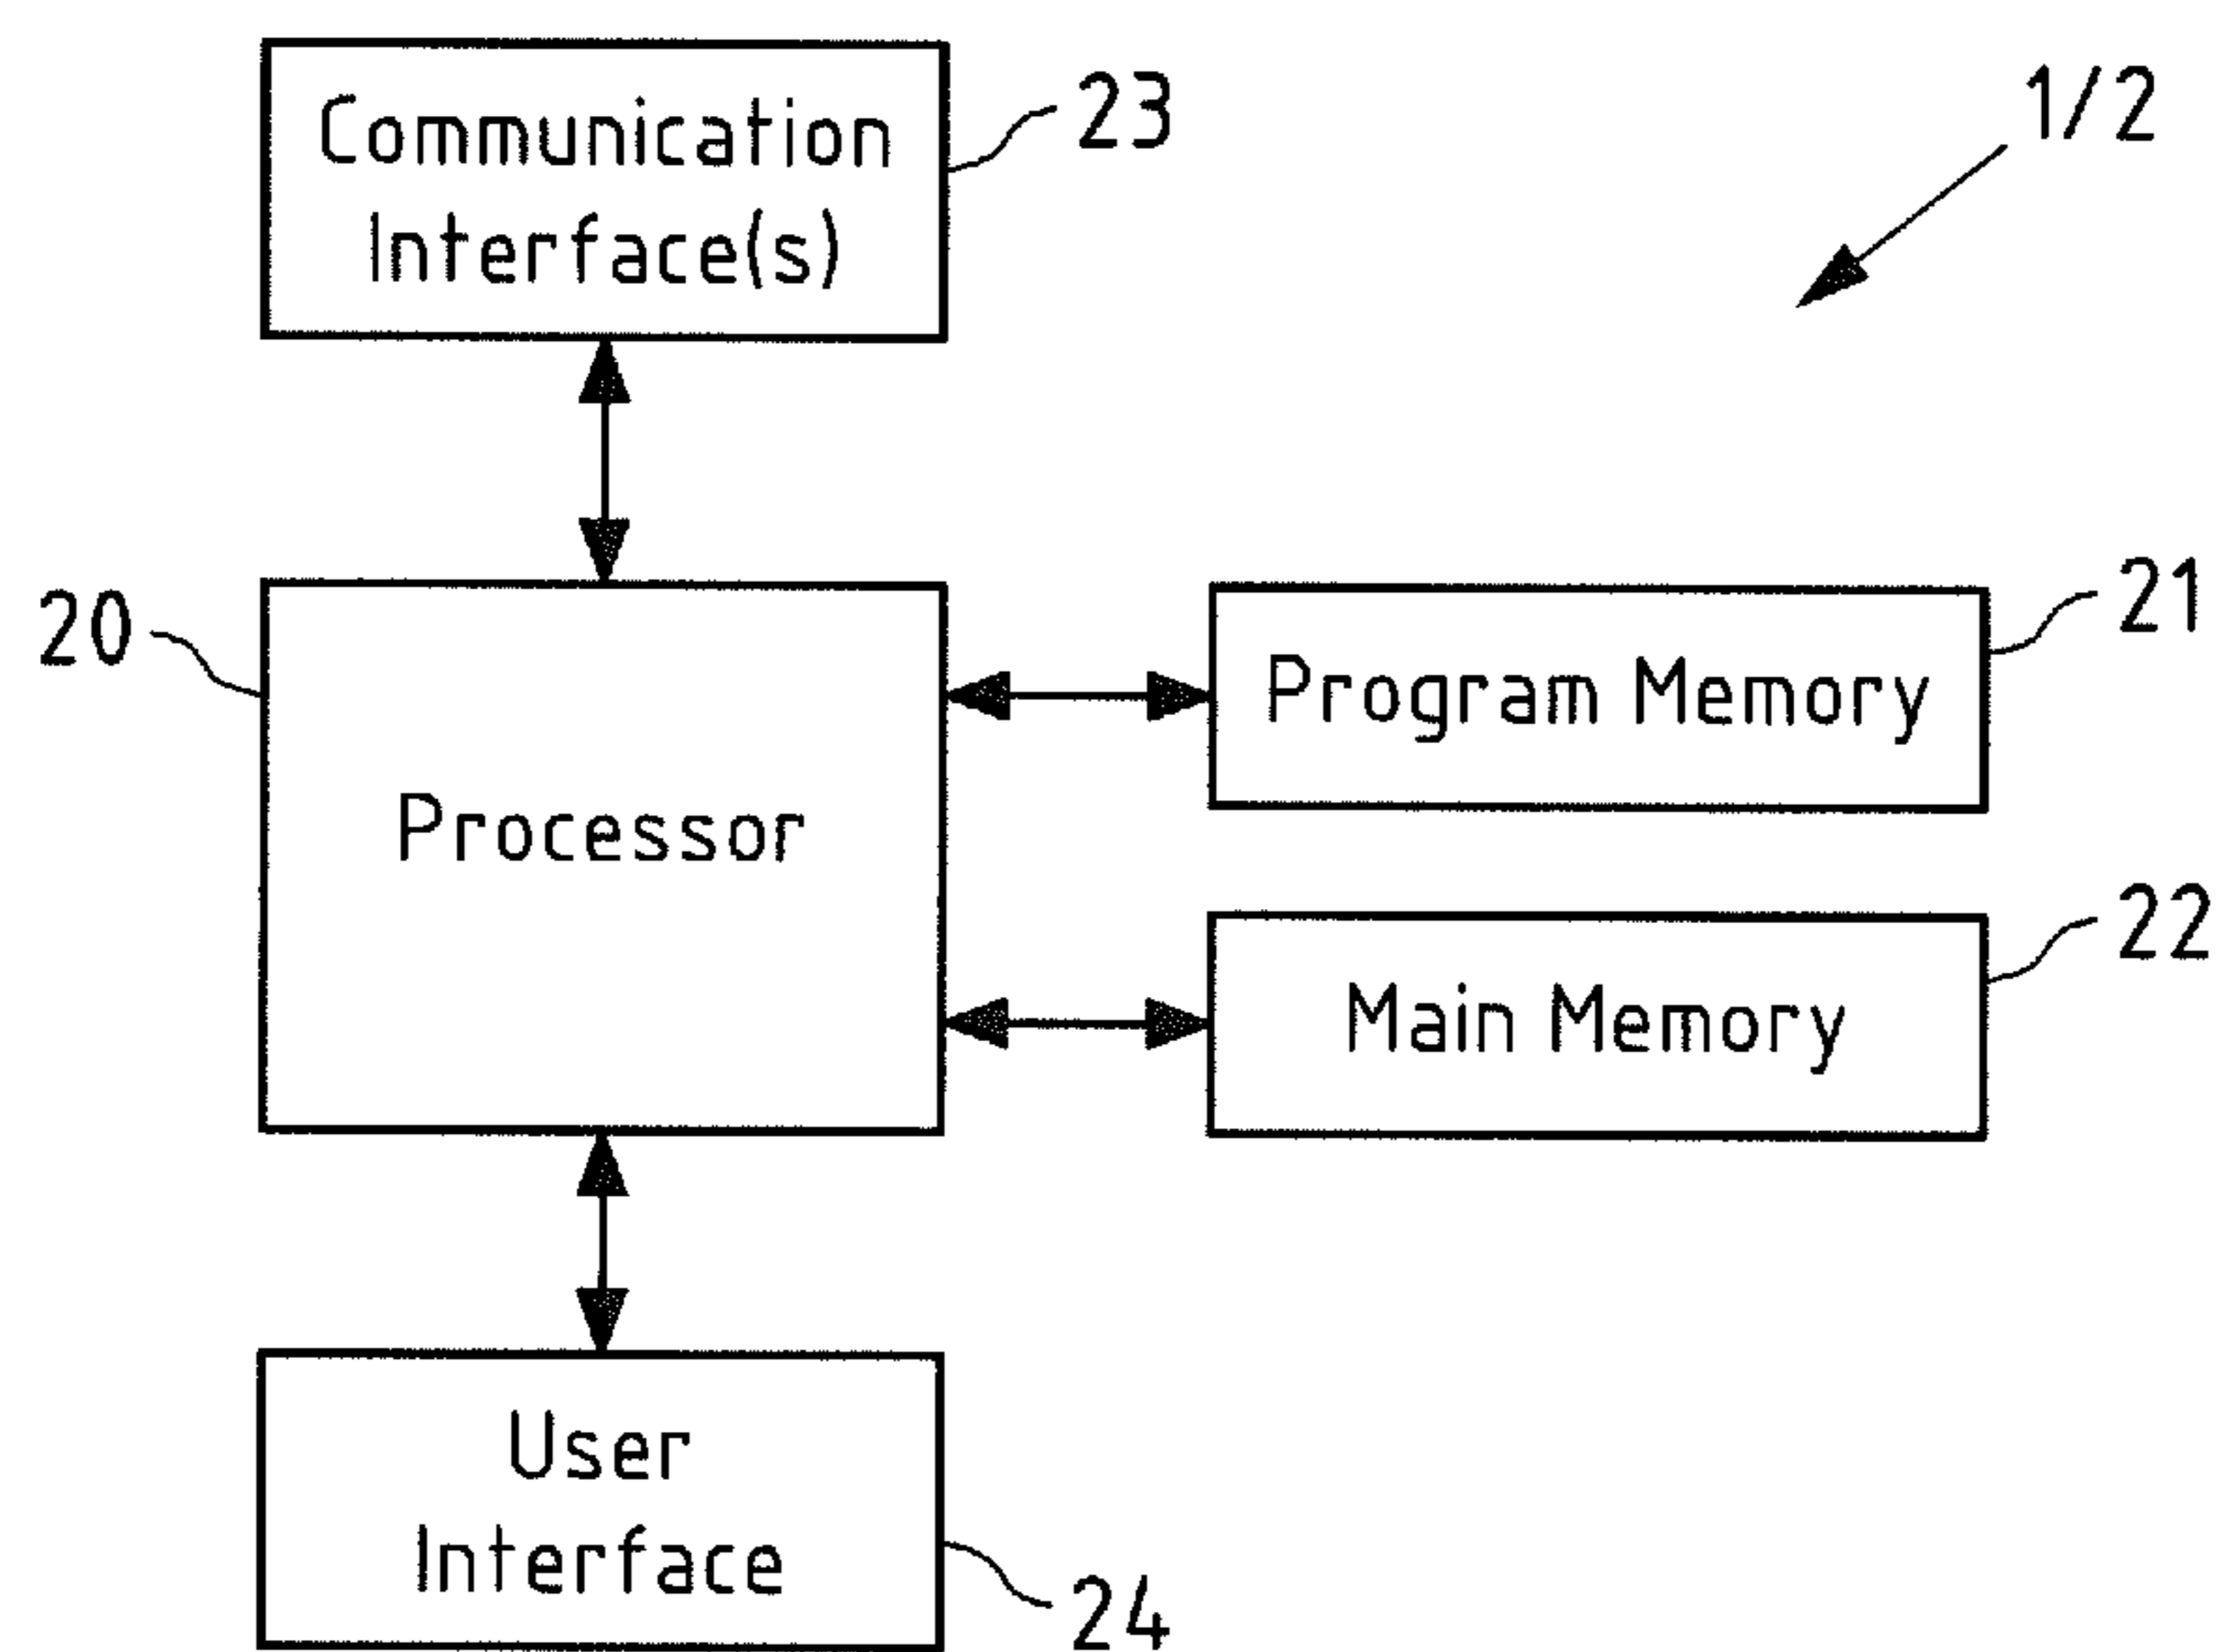 Communication
Interface(s)
23
1/2
20
Processor
Program Memory
21
Main Memory
22
User
Interface
24